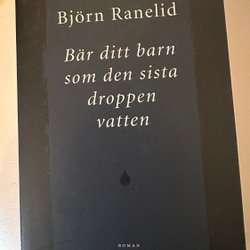 Björn Ranelid
Bär ditt barn
som den sista
droppen
vatten
ROMAN